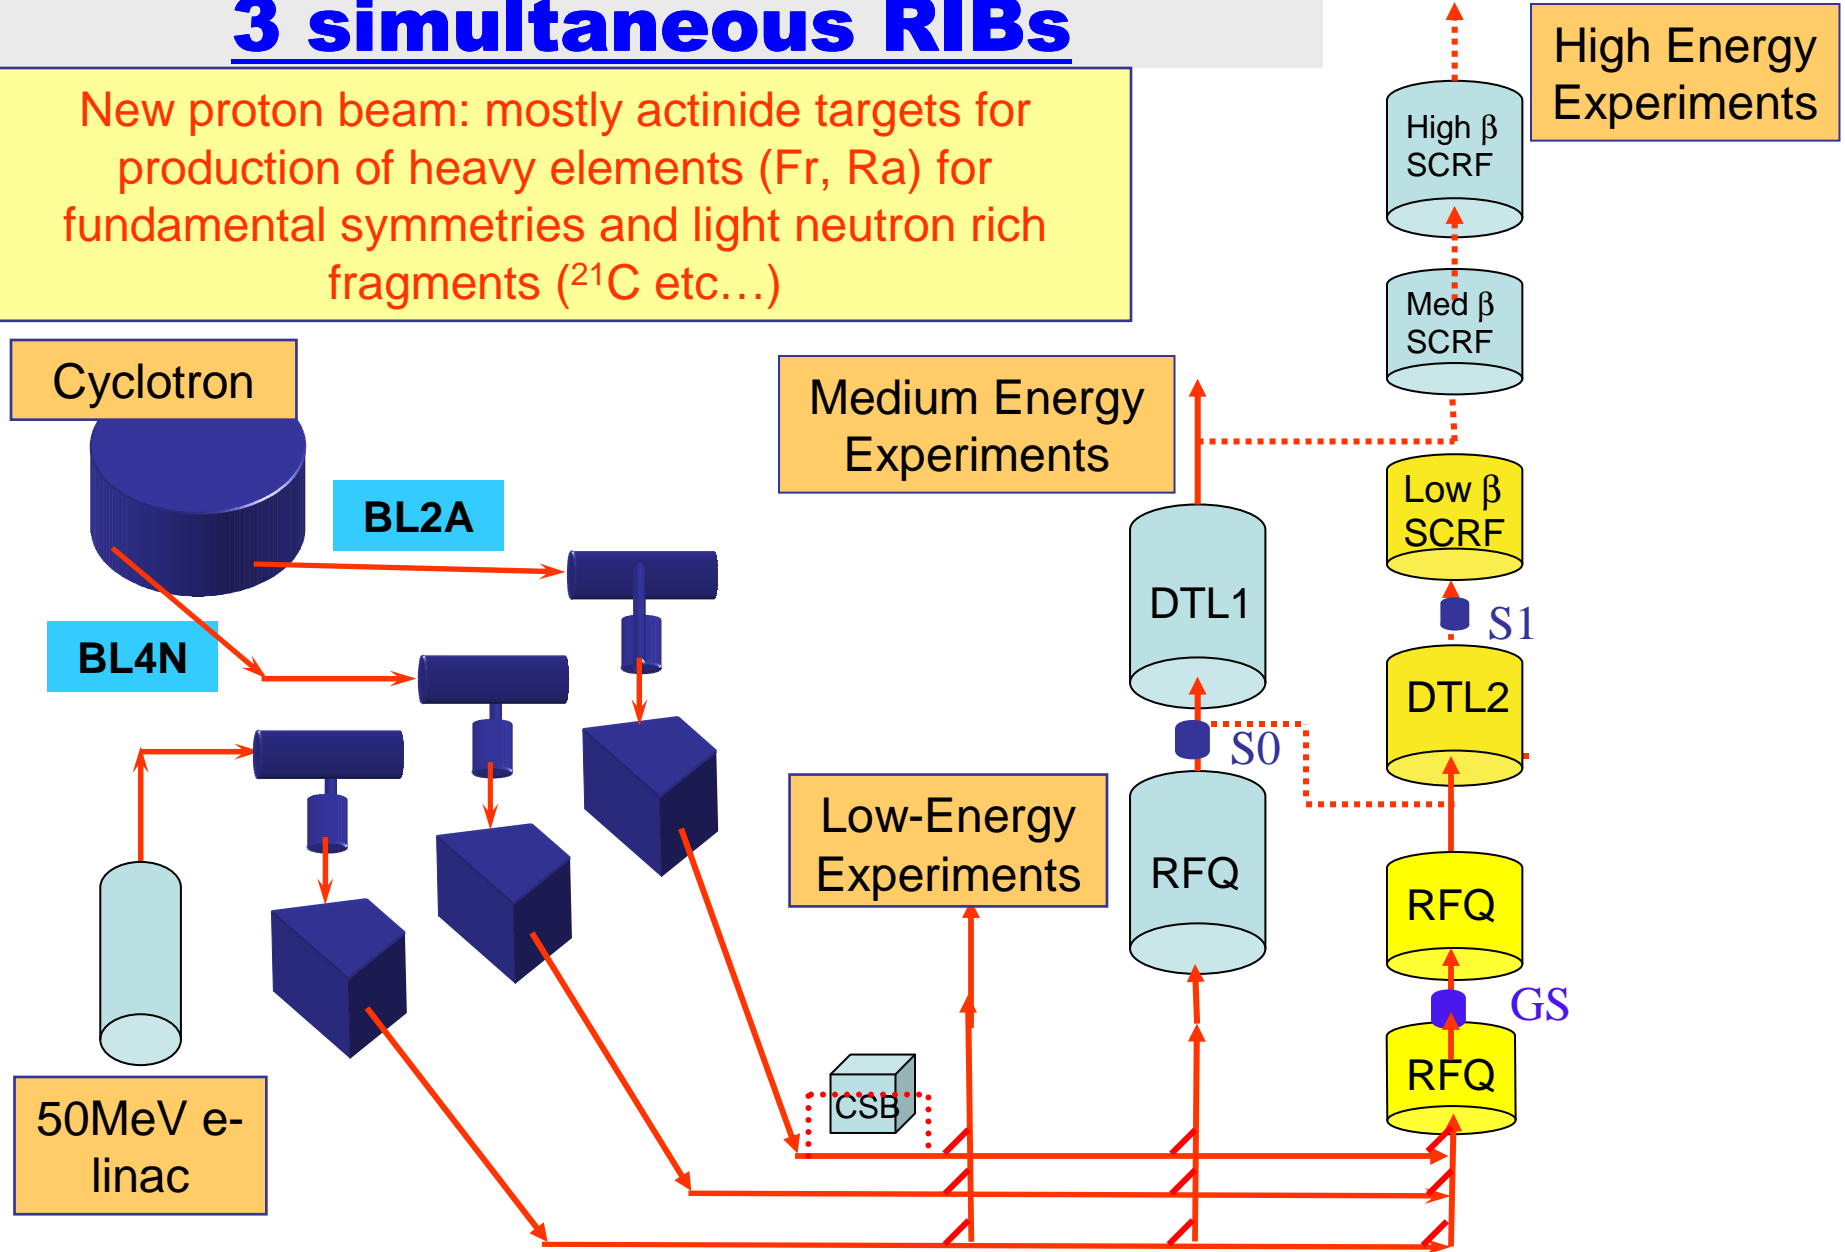 3 simultaneous RIBs
New proton beam: mostly actinide targets for
production of heavy elements (Fr, Ra) for
fundamental symmetries and light neutron rich
fragments (²¹C etc…)
High Energy
Experiments
High β
SCRF
Med β
SCRF
Cyclotron
Medium Energy
Experiments
Low β
SCRF
BL2A
DTL1
S1
BL4N
DTL2
S0
Low-Energy
Experiments
RFQ
RFQ
GS
RFQ
CSB
50MeV e-
linac